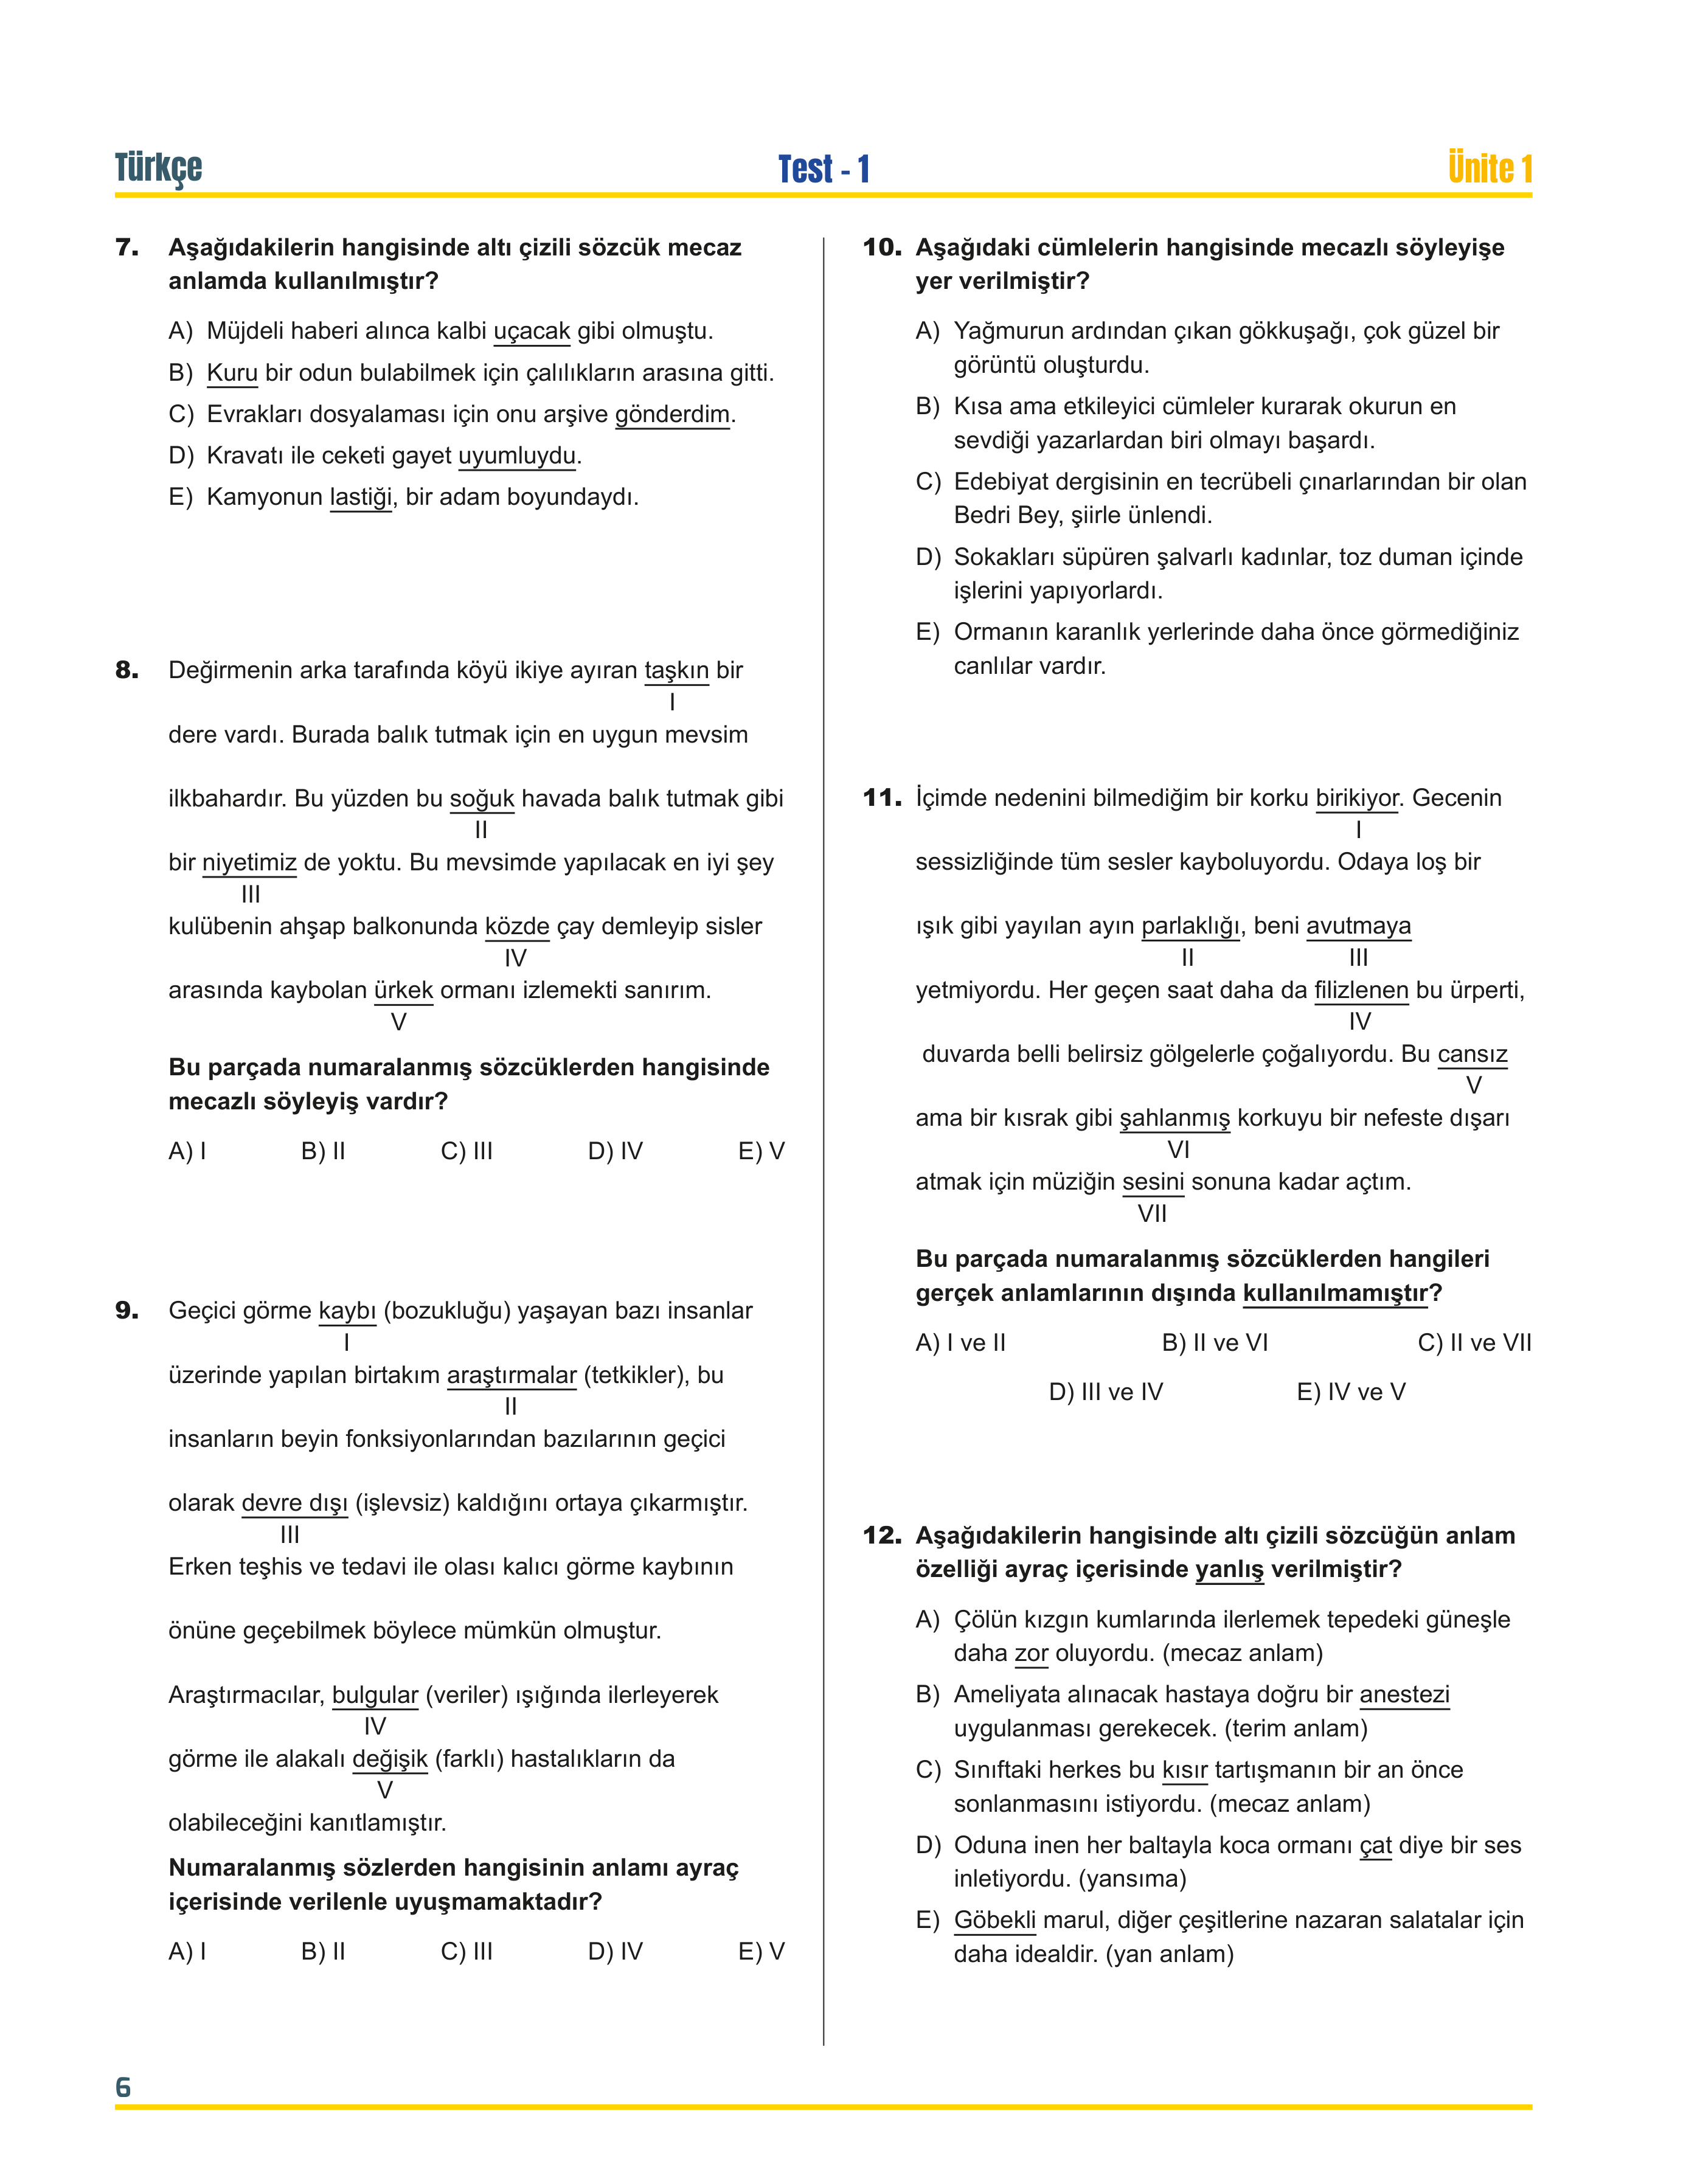 Türkçe
Test - 1
Ünite 1
7. Aşağıdakilerin hangisinde altı çizili sözcük mecaz
anlamda kullanılmıştır?
A) Müjdeli haberi alınca kalbi uçacak gibi olmuştu.
B) Kuru bir odun bulabilmek için çalılıkların arasına gitti.
C) Evrakları dosyalaması için onu arşive gönderdim.
D) Kravatı ile ceketi gayet uyumluydu.
E) Kamyonun lastiği, bir adam boyundaydı.
8. Değirmenin arka tarafında köyü ikiye ayıran taşkın bir
I
dere vardı. Burada balık tutmak için en uygun mevsim
ilkbahardır. Bu yüzden bu soğuk havada balık tutmak gibi
II
bir niyetimiz de yoktu. Bu mevsimde yapılacak en iyi şey
III
kulübenin ahşap balkonunda közde çay demleyip sisler
IV
arasında kaybolan ürkek ormanı izlemekti sanırım.
V
Bu parçada numaralanmış sözcüklerden hangisinde
mecazlı söyleyiş vardır?
A) I B) II C) III D) IV E) V
9. Geçici görme kaybı (bozukluğu) yaşayan bazı insanlar
I
üzerinde yapılan birtakım araştırmalar (tetkikler), bu
II
insanların beyin fonksiyonlarından bazılarının geçici
olarak devre dışı (işlevsiz) kaldığını ortaya çıkarmıştır.
III
Erken teşhis ve tedavi ile olası kalıcı görme kaybının
önüne geçebilmek böylece mümkün olmuştur.
Araştırmacılar, bulgular (veriler) ışığında ilerleyerek
IV
görme ile alakalı değişik (farklı) hastalıkların da
V
olabileceğini kanıtlamıştır.
Numaralanmış sözlerden hangisinin anlamı ayraç
içerisinde verilenle uyuşmamaktadır?
A) I B) II C) III D) IV E) V
10. Aşağıdaki cümlelerin hangisinde mecazlı söyleyişe
yer verilmiştir?
A) Yağmurun ardından çıkan gökkuşağı, çok güzel bir
görüntü oluşturdu.
B) Kısa ama etkileyici cümleler kurarak okurun en
sevdiği yazarlardan biri olmayı başardı.
C) Edebiyat dergisinin en tecrübeli çınarlarından bir olan
Bedri Bey, şiirle ünlendi.
D) Sokakları süpüren şalvarlı kadınlar, toz duman içinde
işlerini yapıyorlardı.
E) Ormanın karanlık yerlerinde daha önce görmediğiniz
canlılar vardır.
11. İçimde nedenini bilmediğim bir korku birikiyor. Gecenin
I
sessizliğinde tüm sesler kayboluyordu. Odaya loş bir
ışık gibi yayılan ayın parlaklığı, beni avutmaya
II III
yetmiyordu. Her geçen saat daha da filizlenen bu ürperti,
IV
duvarda belli belirsiz gölgelerle çoğalıyordu. Bu cansız
V
ama bir kısrak gibi şahlanmış korkuyu bir nefeste dışarı
VI
atmak için müziğin sesini sonuna kadar açtım.
VII
Bu parçada numaralanmış sözcüklerden hangileri
gerçek anlamlarının dışında kullanılmamıştır?
A) I ve II B) II ve VI C) II ve VII
D) III ve IV E) IV ve V
12. Aşağıdakilerin hangisinde altı çizili sözcüğün anlam
özelliği ayraç içerisinde yanlış verilmiştir?
A) Çölün kızgın kumlarında ilerlemek tepedeki güneşle
daha zor oluyordu. (mecaz anlam)
B) Ameliyata alınacak hastaya doğru bir anestezi
uygulanması gerekecek. (terim anlam)
C) Sınıftaki herkes bu kısır tartışmanın bir an önce
sonlanmasını istiyordu. (mecaz anlam)
D) Oduna inen her baltayla koca ormanı çat diye bir ses
inletiyordu. (yansıma)
E) Göbekli marul, diğer çeşitlerine nazaran salatalar için
daha idealdir. (yan anlam)
6